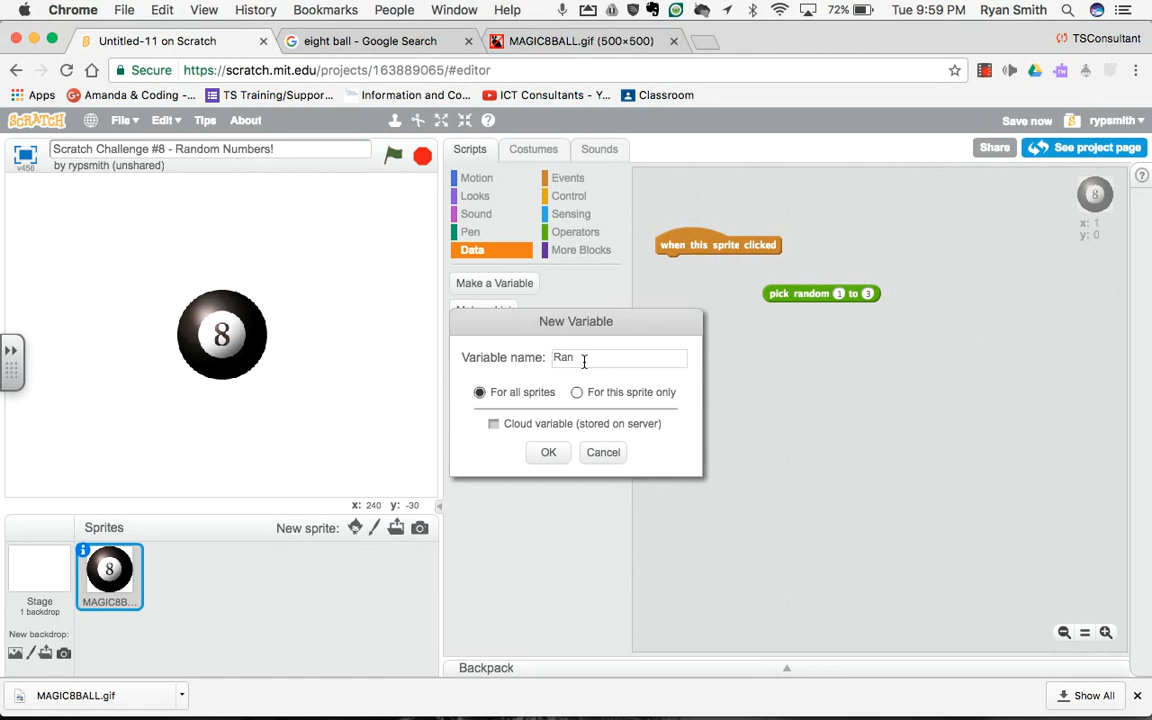 Chrome File Edit View History Bookmarks People Window Help 72% Tue 9:59 PM Ryan Smith
Untitled-11 on Scratch eight ball - Google Search MAGIC8BALL.gif (500×500) TSConsultant
Secure https://scratch.mit.edu/projects/163889065/#editor
Apps Amanda & Coding -... TS Training/Suppor... Information and Co... ICT Consultants - Y... Classroom
SCRATCH File Edit Tips About Save now rypsmith
Scratch Challenge #8 - Random Numbers!
by rypsmith (unshared)
v456
Scripts Costumes Sounds Share See project page
Motion Events
Looks Control
Sound Sensing
Pen Operators
Data More Blocks
Make a Variable
when this sprite clicked
pick random 1 to 3
8
x: 1
y: 0
?
New Variable
Variable name: Ran
For all sprites For this sprite only
Cloud variable (stored on server)
OK Cancel
8
x: 240 y: -30
Sprites New sprite:
8
Stage
1 backdrop
MAGIC8B...
New backdrop:
Backpack
MAGIC8BALL.gif Show All